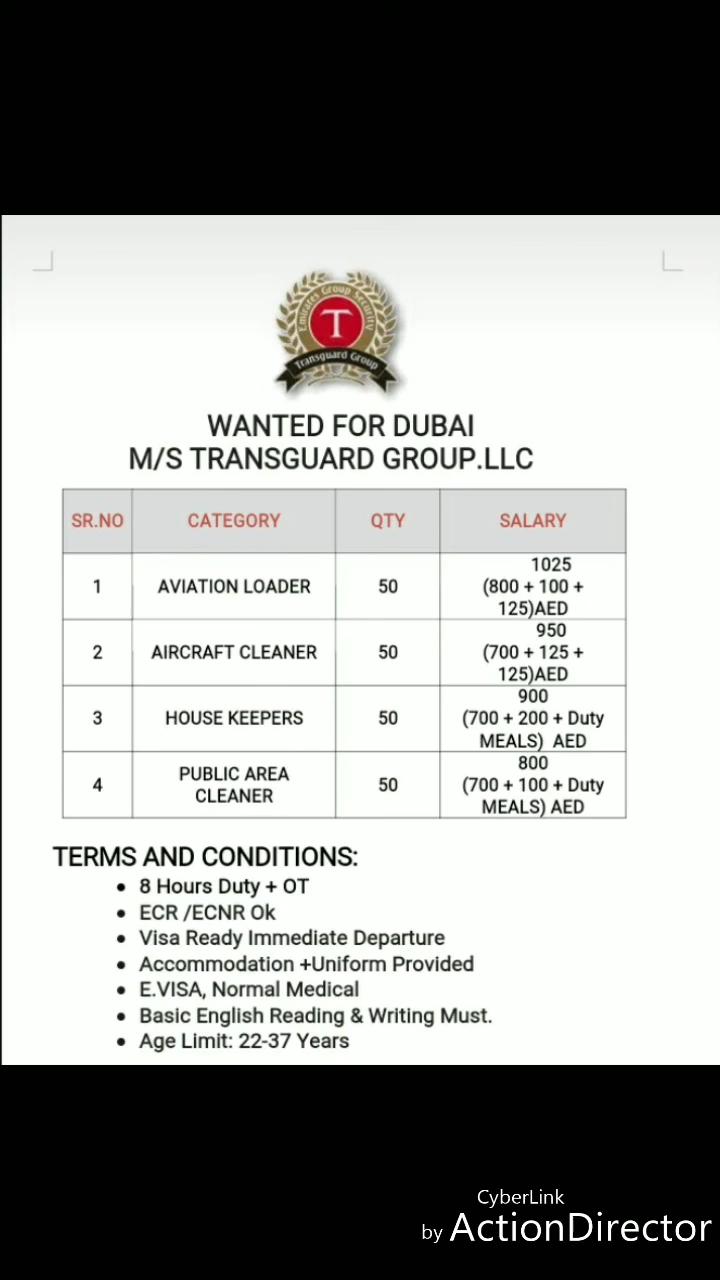 Emirates Group Security
T
Transguard Group
WANTED FOR DUBAI
M/S TRANSGUARD GROUP.LLC
SR.NO CATEGORY QTY SALARY
1 AVIATION LOADER 50 1025
(800 + 100 +
125)AED
2 AIRCRAFT CLEANER 50 950
(700 + 125 +
125)AED
3 HOUSE KEEPERS 50 900
(700 + 200 + Duty
MEALS) AED
4 PUBLIC AREA
CLEANER 50 800
(700 + 100 + Duty
MEALS) AED
TERMS AND CONDITIONS:
• 8 Hours Duty + OT
• ECR /ECNR Ok
• Visa Ready Immediate Departure
• Accommodation +Uniform Provided
• E.VISA, Normal Medical
• Basic English Reading & Writing Must.
• Age Limit: 22-37 Years
CyberLink
by ActionDirector